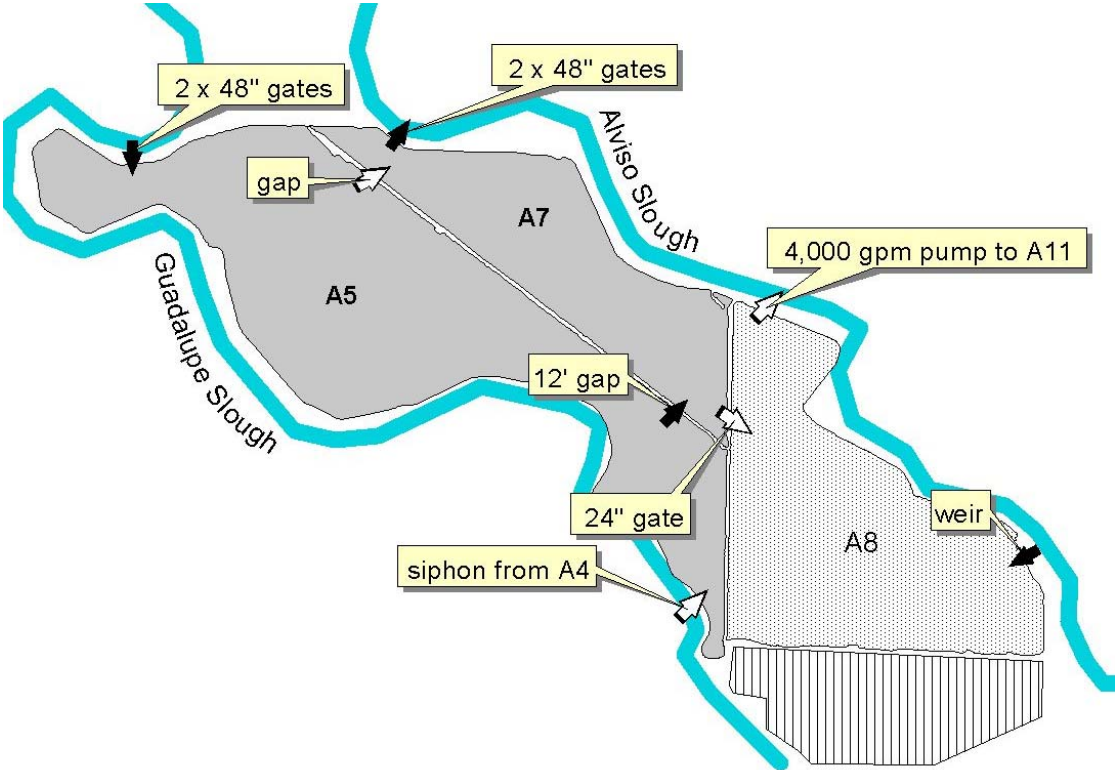 2 x 48" gates
2 x 48" gates
Alviso Slough
gap
A7
4,000 gpm pump to A11
A5
Guadalupe Slough
12' gap
24" gate
weir
A8
siphon from A4